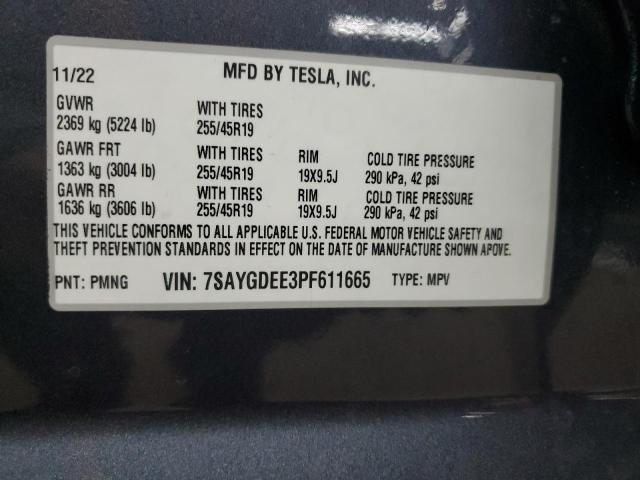 11/22 MFD BY TESLA, INC.
GVWR WITH TIRES
2369 kg (5224 lb) 255/45R19
GAWR FRT WITH TIRES RIM COLD TIRE PRESSURE
1363 kg (3004 lb) 255/45R19 19X9.5J 290 kPa, 42 psi
GAWR RR WITH TIRES RIM COLD TIRE PRESSURE
1636 kg (3606 lb) 255/45R19 19X9.5J 290 kPa, 42 psi
THIS VEHICLE CONFORMS TO ALL APPLICABLE U.S. FEDERAL MOTOR VEHICLE SAFETY AND
THEFT PREVENTION STANDARDS IN EFFECT ON THE DATE OF MANUFACTURE SHOWN ABOVE.
PNT: PMNG VIN: 7SAYGDEE3PF611665 TYPE: MPV